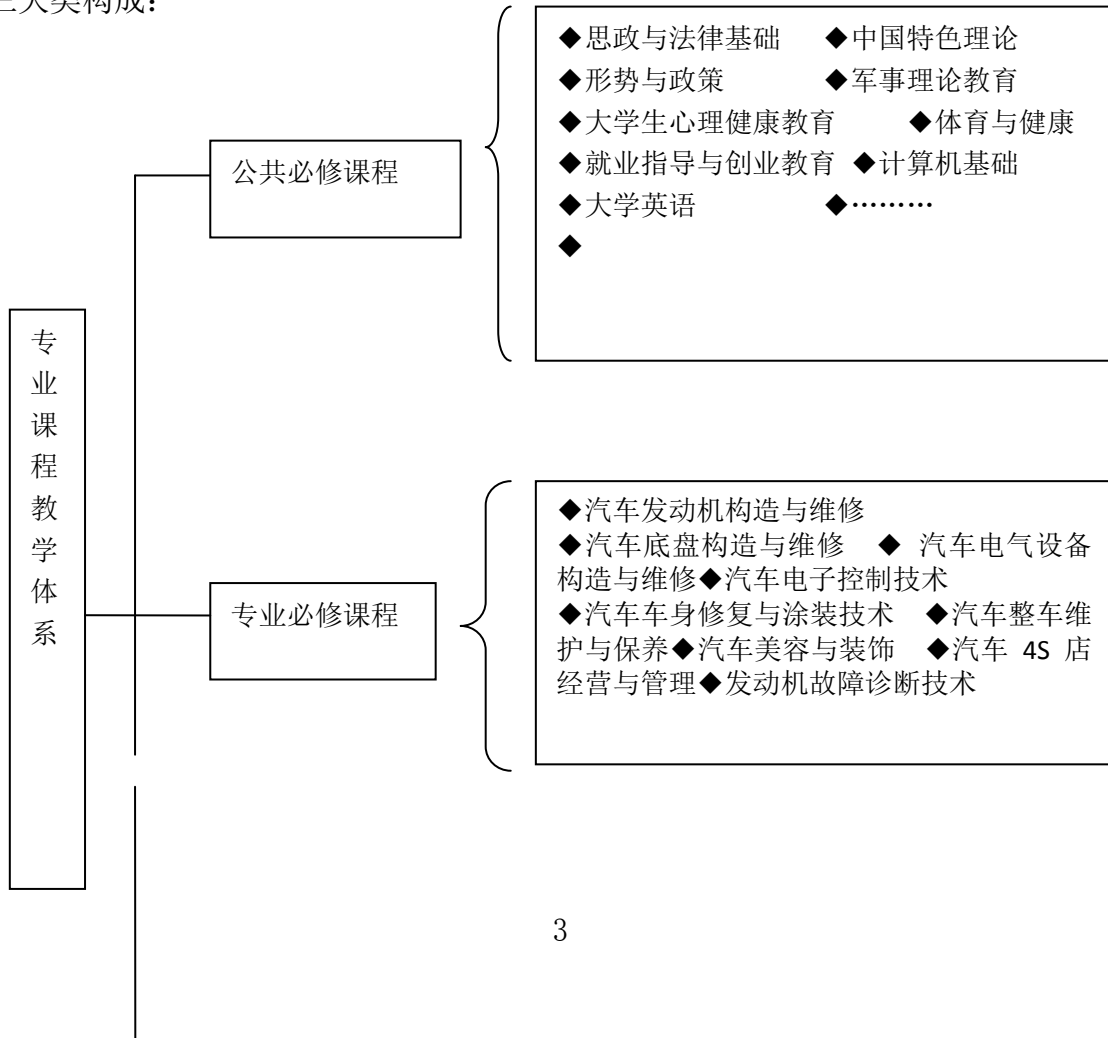 三大类构成：
◆思政与法律基础 ◆中国特色理论
◆形势与政策 ◆军事理论教育
◆大学生心理健康教育 ◆体育与健康
◆就业指导与创业教育 ◆计算机基础
◆大学英语 ◆………
◆
公共必修课程
专
业
课
程
教
学
体
系
◆汽车发动机构造与维修
◆汽车底盘构造与维修 ◆ 汽车电气设备
构造与维修◆汽车电子控制技术
◆汽车车身修复与涂装技术 ◆汽车整车维
护与保养◆汽车美容与装饰 ◆汽车 4S 店
经营与管理◆发动机故障诊断技术
专业必修课程
3